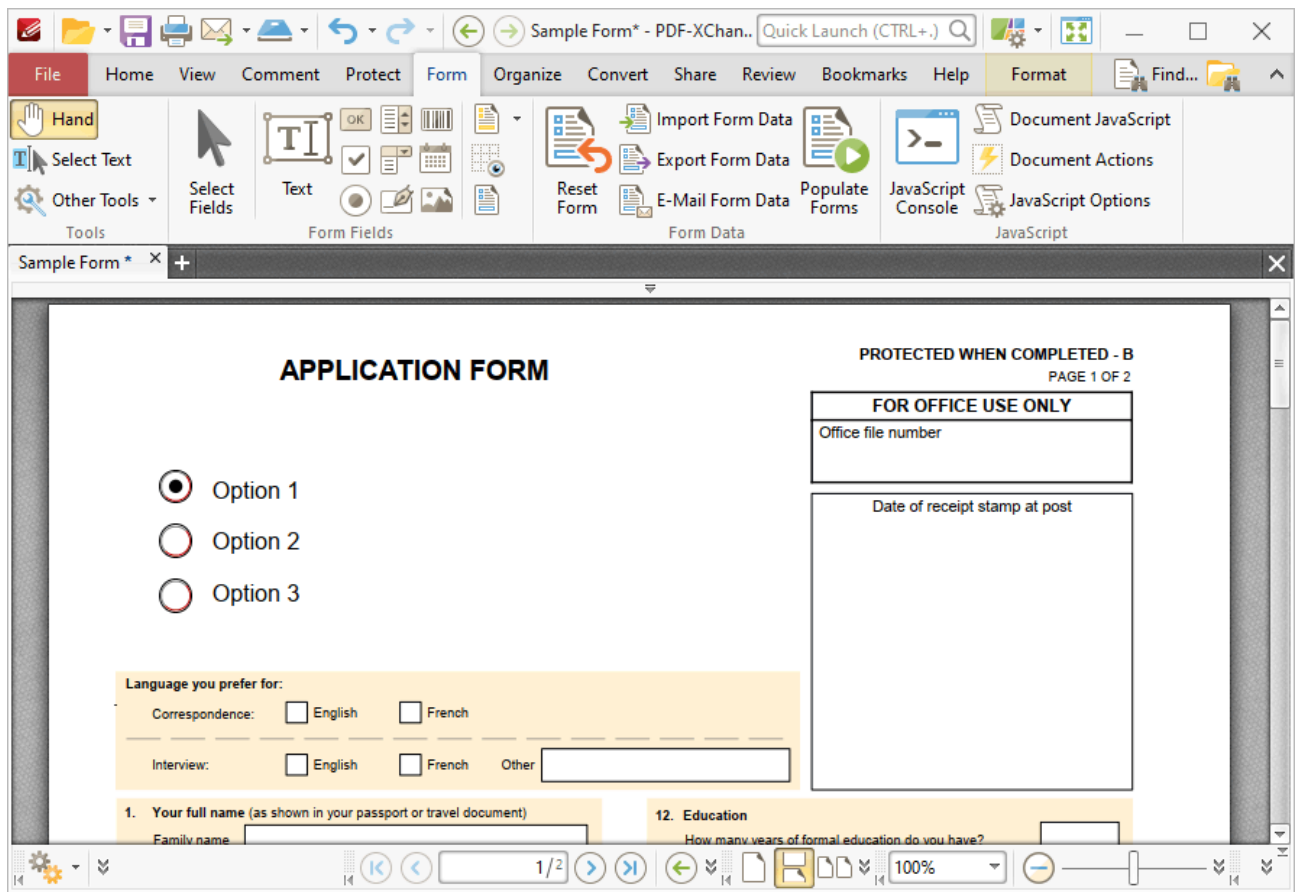 Sample Form* - PDF-XChan.. Quick Launch (CTRL+.)
File Home View Comment Protect Form Organize Convert Share Review Bookmarks Help Format Find...
Hand
Select Text
Other Tools
Tools
Select Fields
Text
OK
Form Fields
Reset Form
Import Form Data
Export Form Data
E-Mail Form Data
Populate Forms
Form Data
JavaScript Console
Document JavaScript
Document Actions
JavaScript Options
JavaScript
Sample Form *
APPLICATION FORM
PROTECTED WHEN COMPLETED - B
PAGE 1 OF 2
FOR OFFICE USE ONLY
Office file number
Date of receipt stamp at post
Option 1
Option 2
Option 3
Language you prefer for:
Correspondence: English French
Interview: English French Other
1. Your full name (as shown in your passport or travel document)
Family name
12. Education
How many years of formal education do you have?
1/2
100%